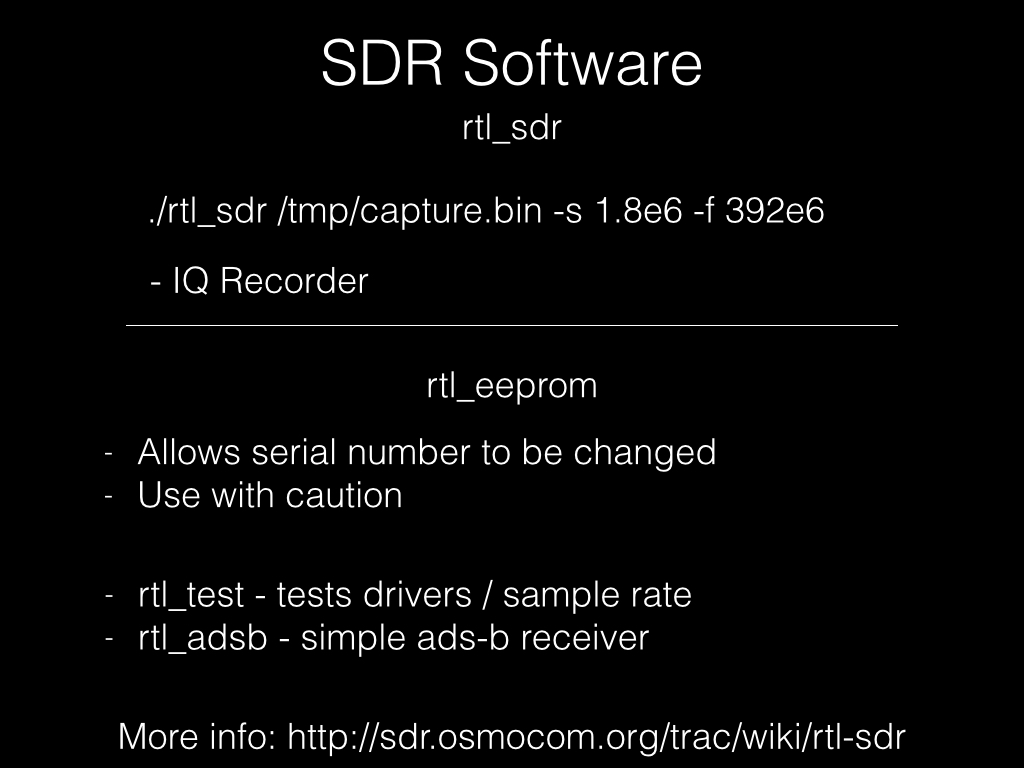 SDR Software
rtl_sdr
./rtl_sdr /tmp/capture.bin -s 1.8e6 -f 392e6
- IQ Recorder
rtl_eeprom
- Allows serial number to be changed
- Use with caution
- rtl_test - tests drivers / sample rate
- rtl_adsb - simple ads-b receiver
More info: http://sdr.osmocom.org/trac/wiki/rtl-sdr